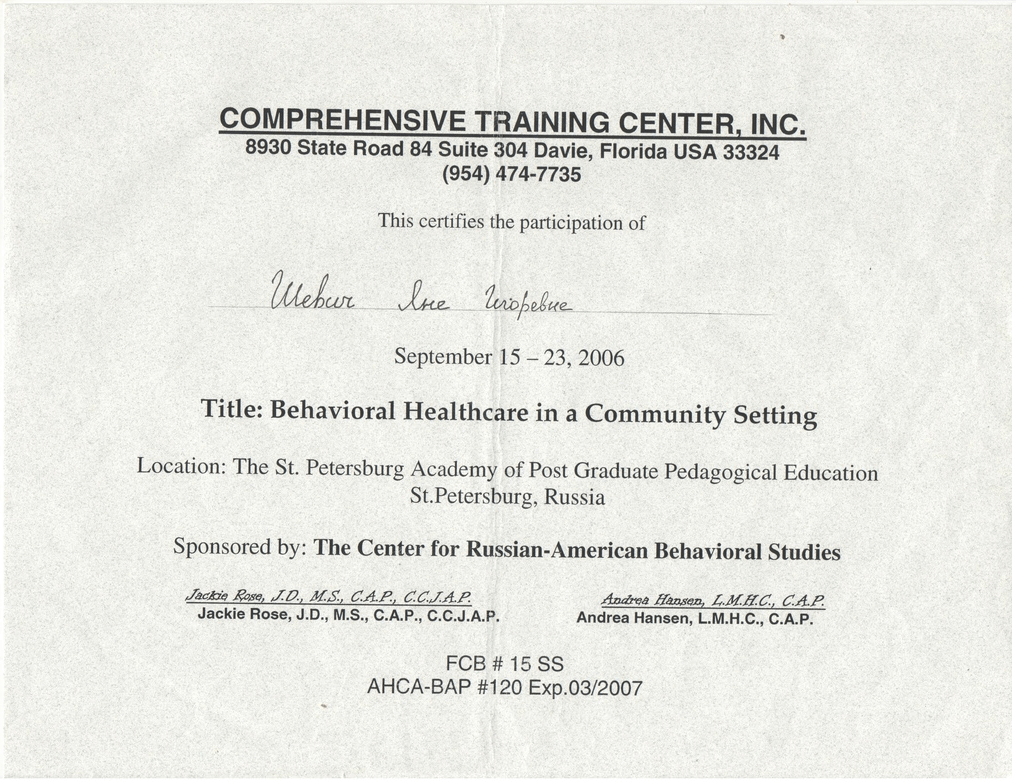 COMPREHENSIVE TRAINING CENTER, INC.
8930 State Road 84 Suite 304 Davie, Florida USA 33324
(954) 474-7735
This certifies the participation of
Шевич Яне Игоревне
September 15 – 23, 2006
Title: Behavioral Healthcare in a Community Setting
Location: The St. Petersburg Academy of Post Graduate Pedagogical Education
St.Petersburg, Russia
Sponsored by: The Center for Russian-American Behavioral Studies
Jackie Rose, J.D., M.S., C.A.P., C.C.J.A.P. Andrea Hansen, L.M.H.C., C.A.P.
Jackie Rose, J.D., M.S., C.A.P., C.C.J.A.P. Andrea Hansen, L.M.H.C., C.A.P.
FCB # 15 SS
AHCA-BAP #120 Exp.03/2007